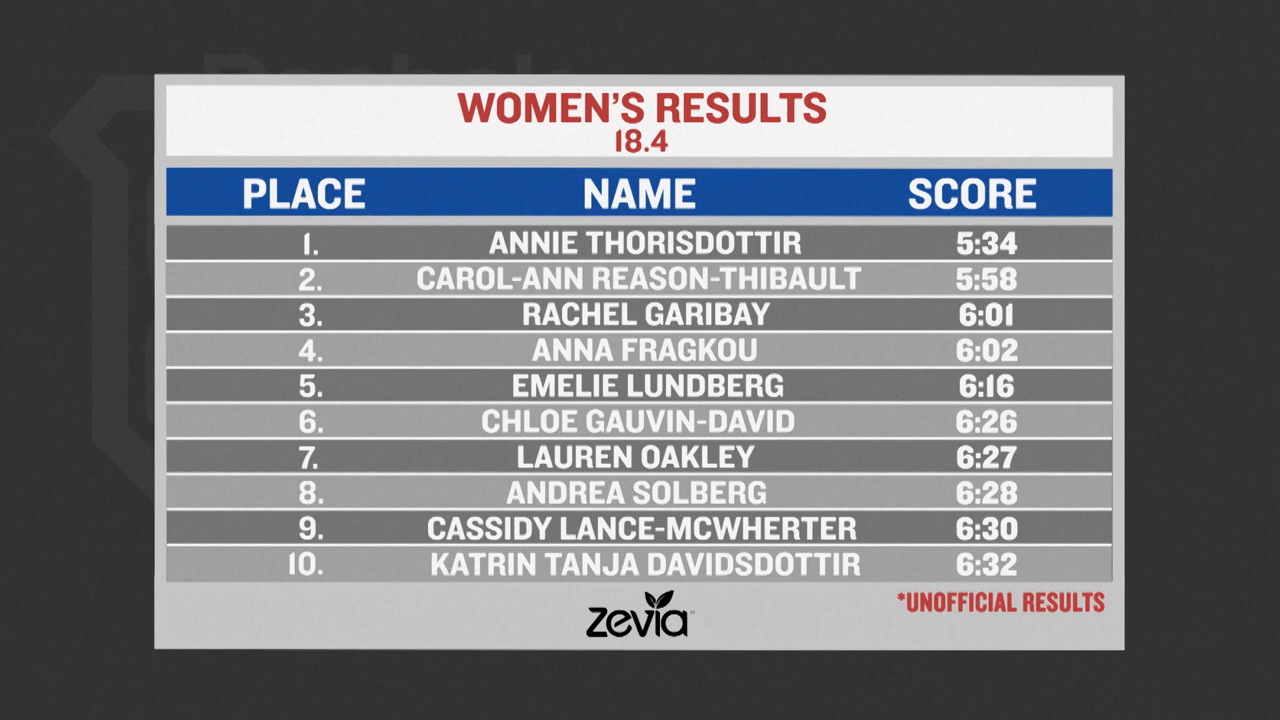 WOMEN'S RESULTS
18.4
PLACE NAME SCORE
1. ANNIE THORISDOTTIR 5:34
2. CAROL-ANN REASON-THIBAULT 5:58
3. RACHEL GARIBAY 6:01
4. ANNA FRAGKOU 6:02
5. EMELIE LUNDBERG 6:16
6. CHLOE GAUVIN-DAVID 6:26
7. LAUREN OAKLEY 6:27
8. ANDREA SOLBERG 6:28
9. CASSIDY LANCE-MCWHERTER 6:30
10. KATRIN TANJA DAVIDSDOTTIR 6:32
*UNOFFICIAL RESULTS
zevia